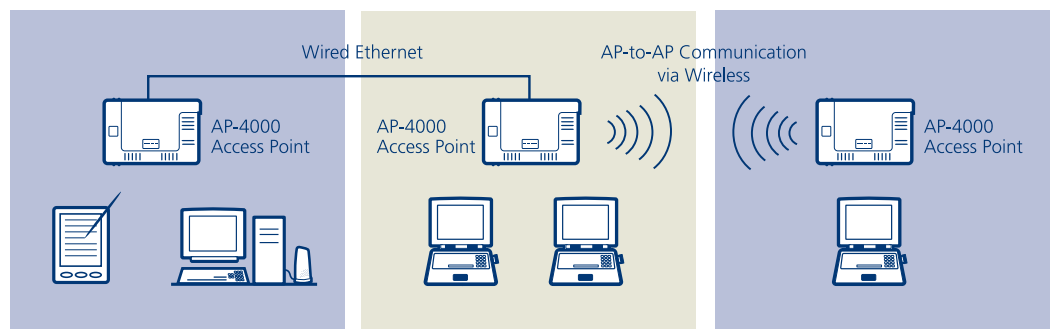 Wired Ethernet
AP-to-AP Communication
via Wireless
AP-4000
Access Point
AP-4000
Access Point
AP-4000
Access Point